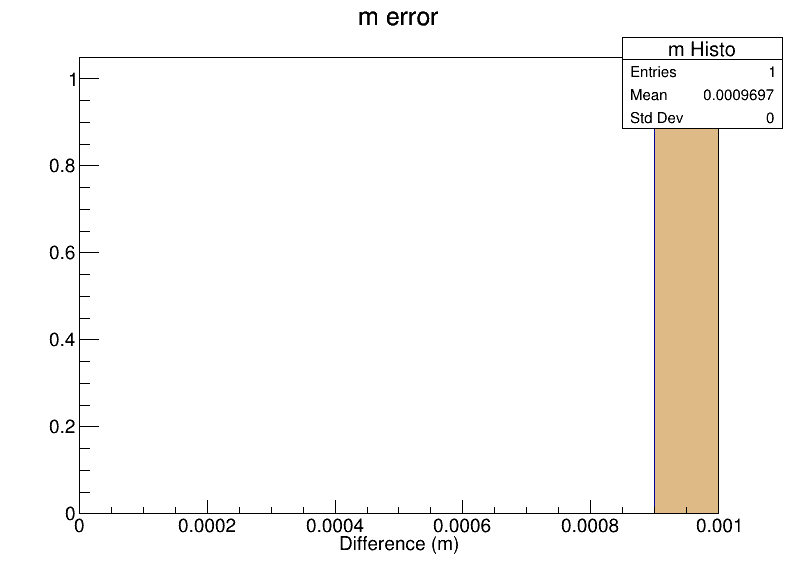 m error
m Histo
Entries 1
Mean 0.0009697
Std Dev 0
1
0.8
0.6
0.4
0.2
0
0 0.0002 0.0004 0.0006 0.0008 0.001
Difference (m)